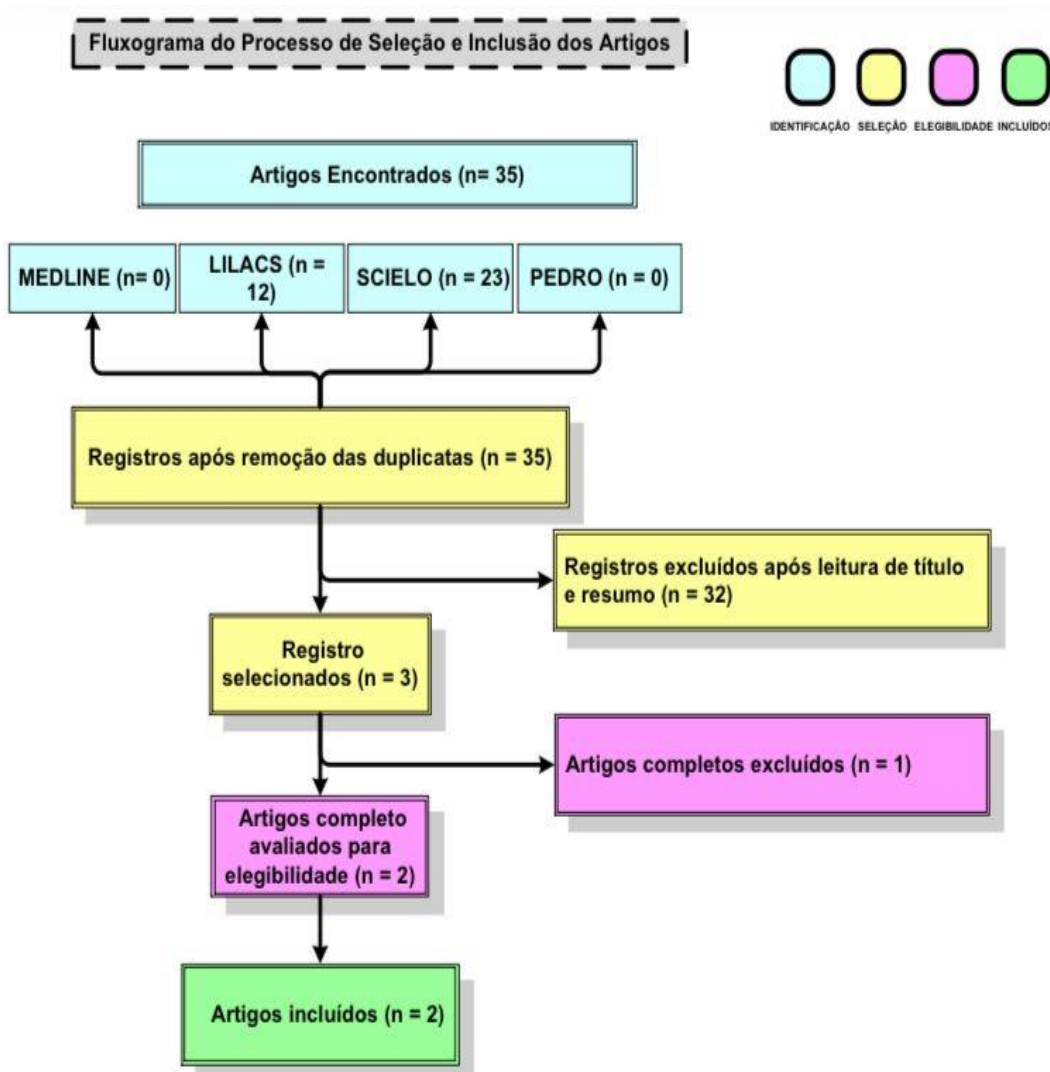 Fluxograma do Processo de Seleção e Inclusão dos Artigos
IDENTIFICAÇÃO SELEÇÃO ELEGIBILIDADE INCLUÍDOS
Artigos Encontrados (n= 35)
MEDLINE (n= 0)
LILACS (n =
12)
SCIELO (n = 23)
PEDRO (n = 0)
Registros após remoção das duplicatas (n = 35)
Registros excluídos após leitura de título
e resumo (n = 32)
Registro
selecionados (n = 3)
Artigos completos excluídos (n = 1)
Artigos completo
avaliados para
elegibilidade (n = 2)
Artigos incluídos (n = 2)